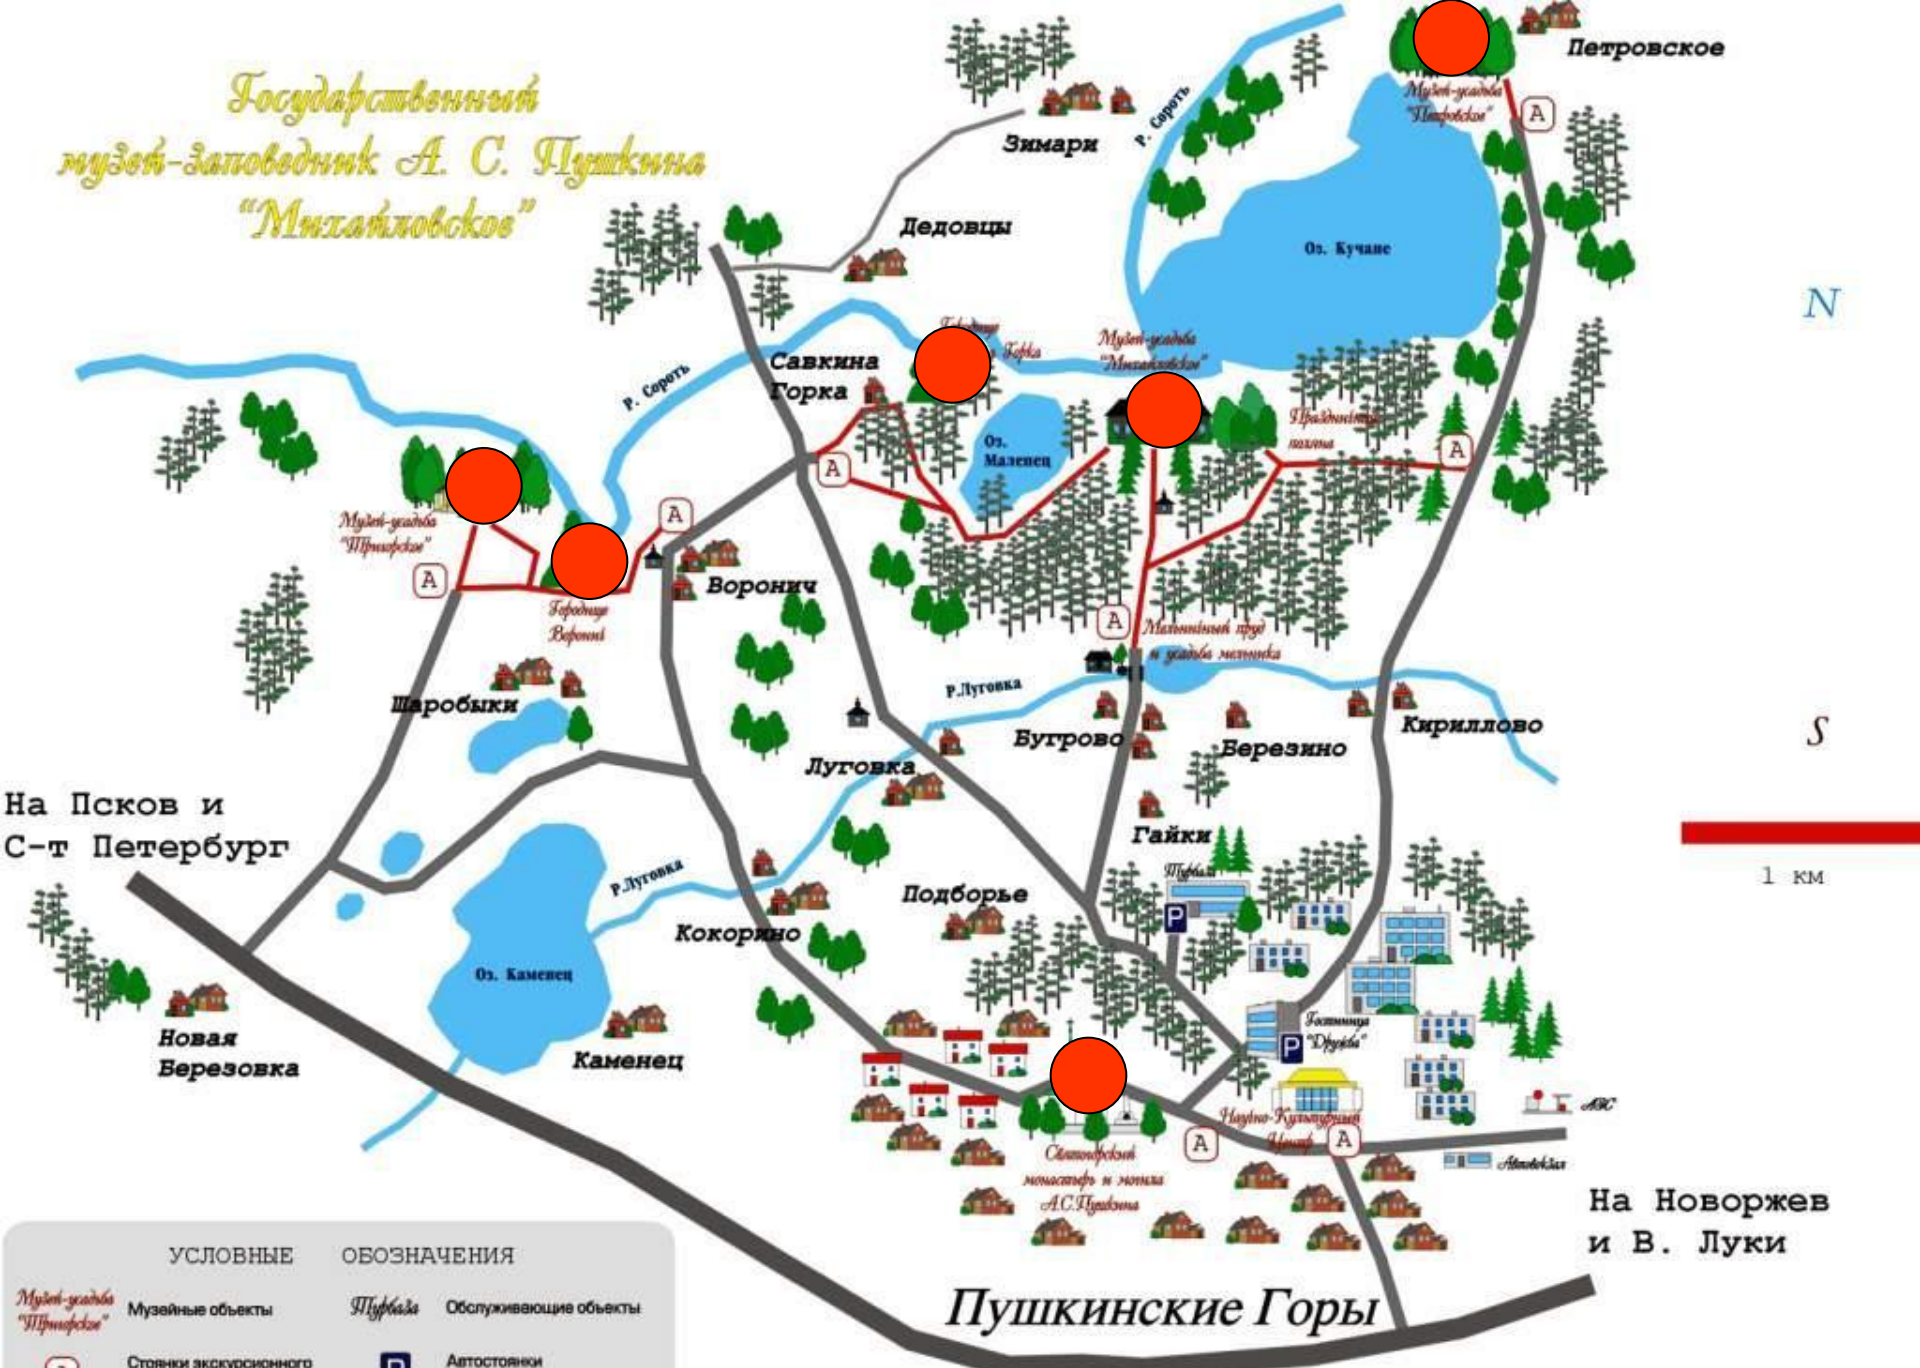 Государственный
музей-заповедник А. С. Пушкина
“Михайловское”
Петровское
Музей-усадьба
"Петровское"
А
Р. Сороть
Зимари
Дедовцы
Оз. Кучане
N
Савкина
Горка
Городище
Горка
Музей-усадьба
"Михайловское"
Р. Сороть
Оз.
Маленец
Праздничная
поляна
А
А
А
Музей-усадьба
"Тригорское"
А
Воронич
Городище
Воронич
А
Мельничный пруд
и усадьба мельника
Шаробыки
Р.Луговка
Бугрово
Березино
Кириллово
S
Луговка
На Псков и
С-т Петербург
Гайки
1 км
Турбаза
P
Р.Луговка
Подборье
Кокорино
Оз. Каменец
Новая
Березовка
Каменец
Гостиница
"Дружба"
P
АЗС
Научно-Культурный
Центр
А
А
Автовокзал
Святогорский
монастырь и могила
А.С.Пушкина
На Новоржев
и В. Луки
Пушкинские Горы
УСЛОВНЫЕ ОБОЗНАЧЕНИЯ
Музей-усадьба
"Тригорское"
Музейные объекты
Турбаза
Обслуживающие объекты
Стоянки экскурсионного
P
Автостоянки